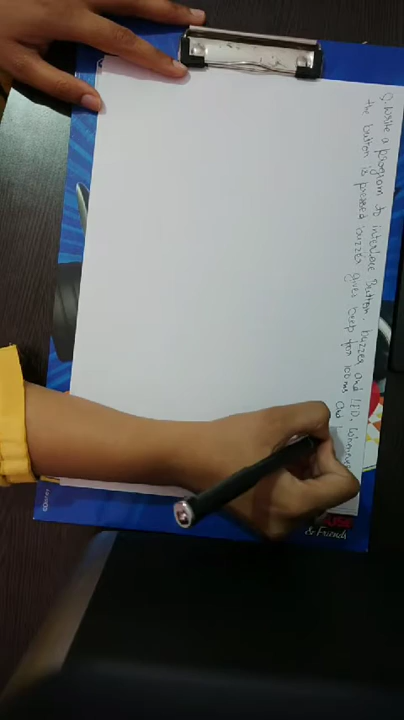 Q. Write a program to interface Button, buzzer and LED. Whenever
the button is pressed buzzer gives beep for 100ms and
& Friends
©Disney